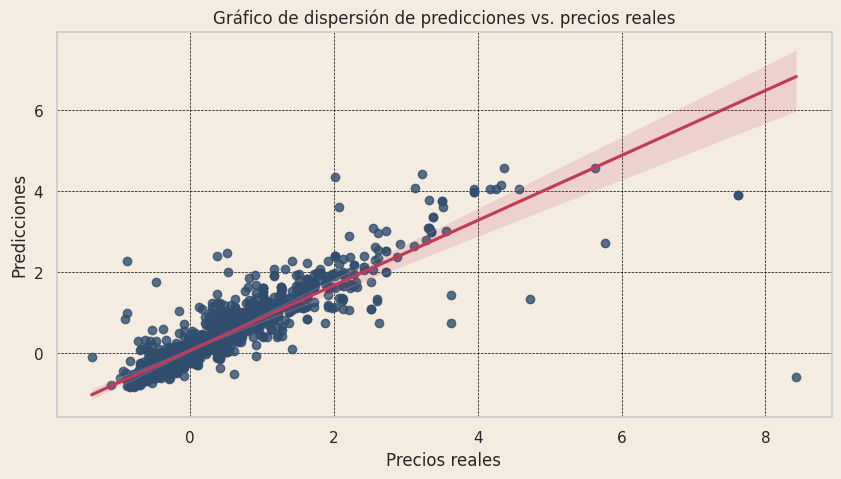 Gráfico de dispersión de predicciones vs. precios reales
Predicciones
6
4
2
0
0 2 4 6 8
Precios reales